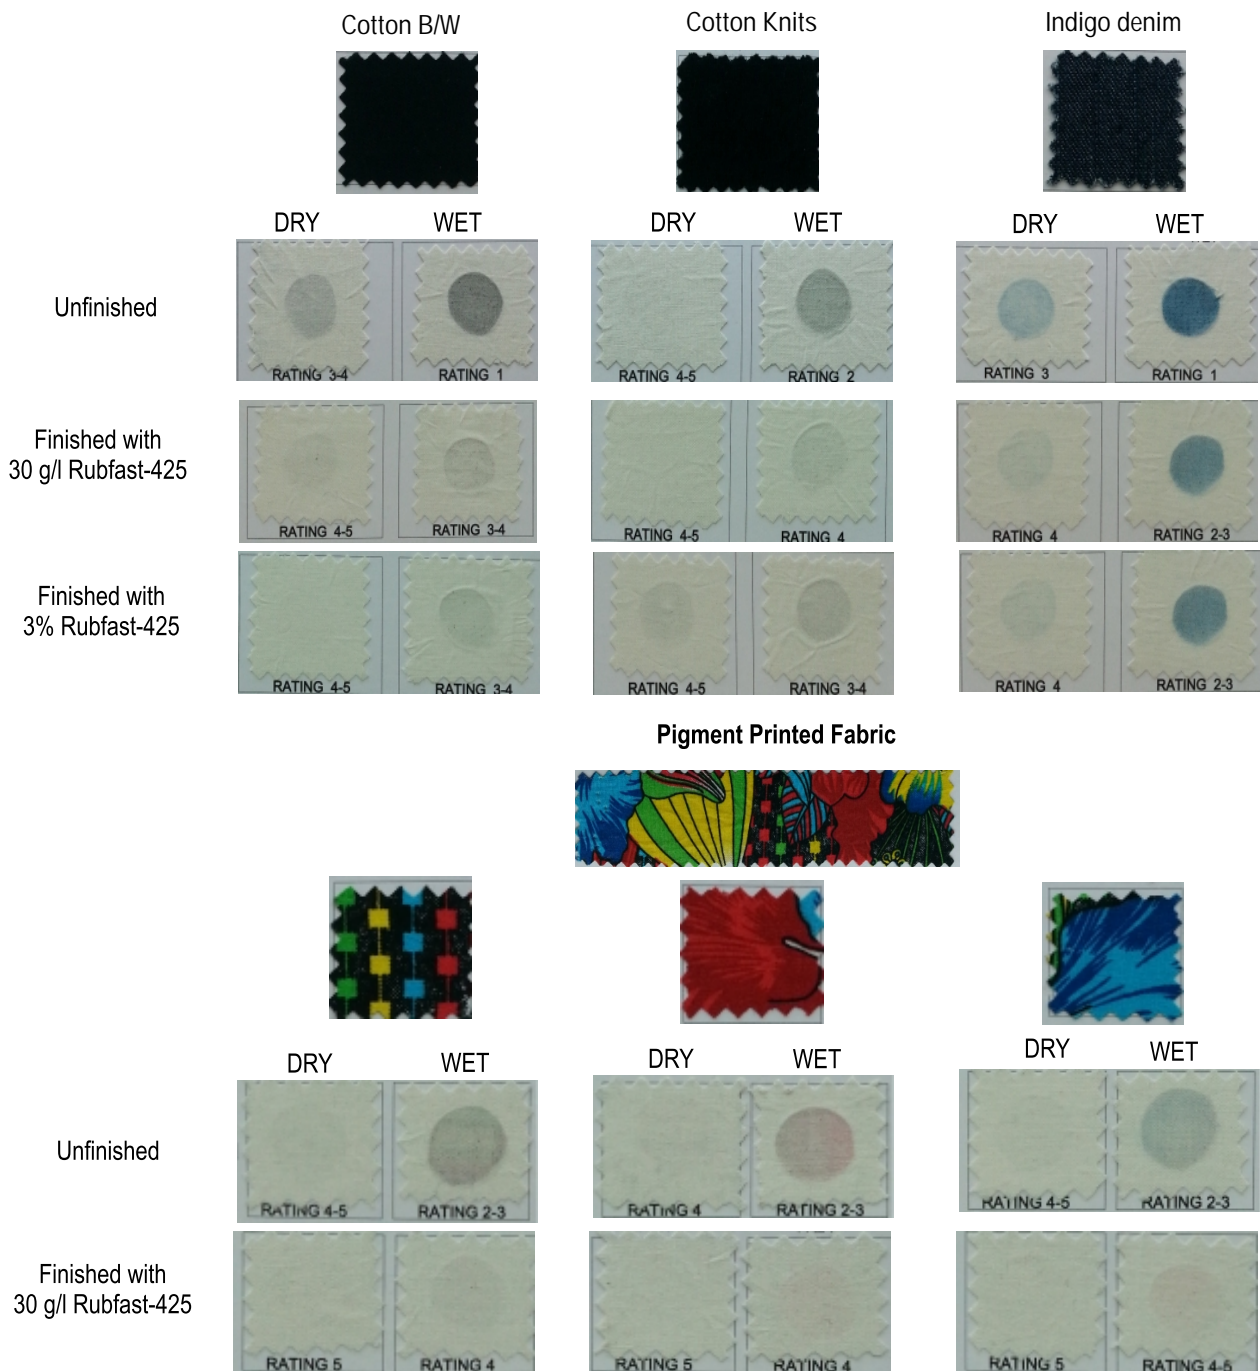 Cotton B/W Cotton Knits Indigo denim
DRY WET DRY WET DRY WET
Unfinished
RATING 3-4 RATING 1 RATING 4-5 RATING 2 RATING 3 RATING 1
Finished with
30 g/l Rubfast-425
RATING 4-5 RATING 3-4 RATING 4-5 RATING 4 RATING 4 RATING 2-3
Finished with
3% Rubfast-425
RATING 4-5 RATING 3-4 RATING 4-5 RATING 3-4 RATING 4 RATING 2-3
Pigment Printed Fabric
DRY WET DRY WET DRY WET
Unfinished
RATING 4-5 RATING 2-3 RATING 4 RATING 2-3 RATING 4-5 RATING 2-3
Finished with
30 g/l Rubfast-425
RATING 5 RATING 4 RATING 5 RATING 4 RATING 5 RATING